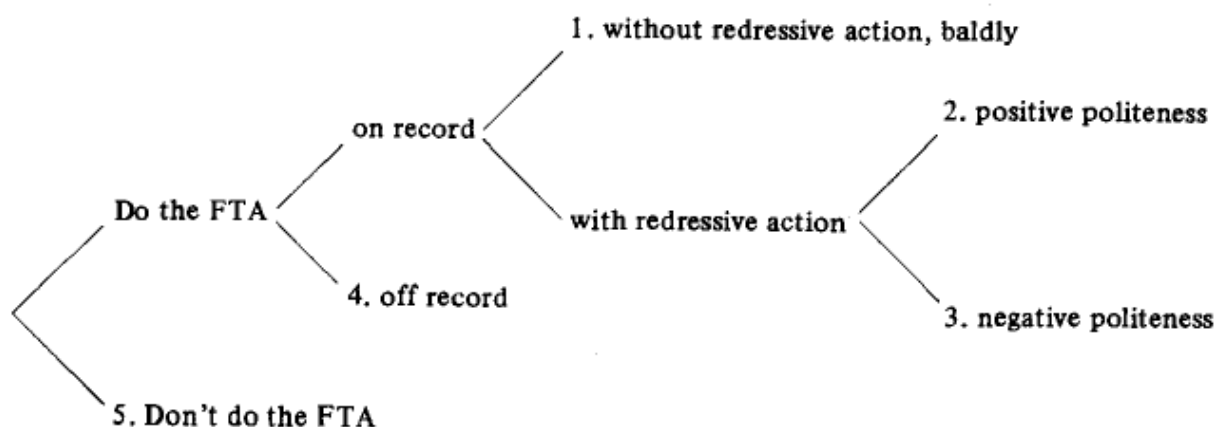 1. without redressive action, baldly
on record
2. positive politeness
Do the FTA
with redressive action
4. off record
3. negative politeness
5. Don't do the FTA